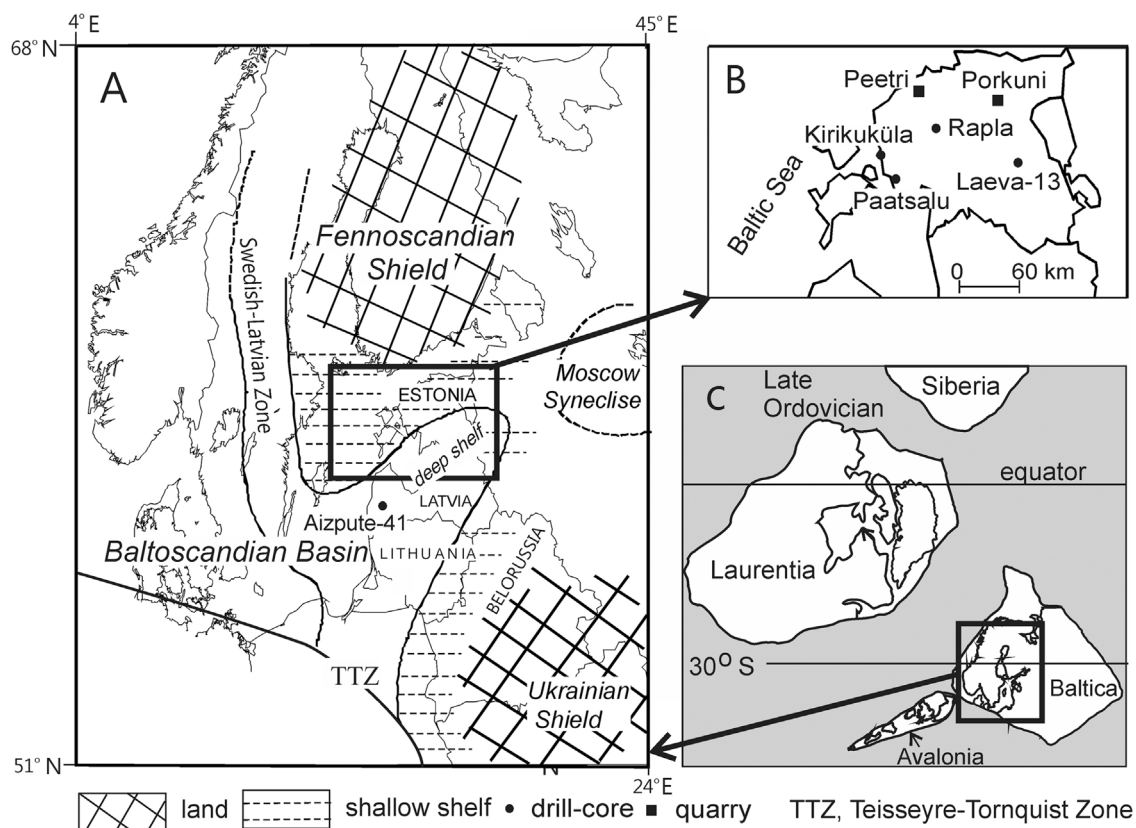 4°E
45°E
68°N
A
Fennoscandian
Shield
Swedish-Latvian Zone
Moscow
Syneclise
ESTONIA
deep shelf
LATVIA
Aizpute-41
Baltoscandian Basin
LITHUANIA
BELORUSSIA
TTZ
Ukrainian
Shield
51°N
N
24°E
B
Peetri
Porkuni
Kirikuküla
Rapla
Laeva-13
Paatsalu
Baltic Sea
0 60 km
C
Late
Ordovician
Siberia
equator
Laurentia
30° S
Baltica
Avalonia
land
shallow shelf
drill-core
quarry
TTZ, Teisseyre-Tornquist Zone